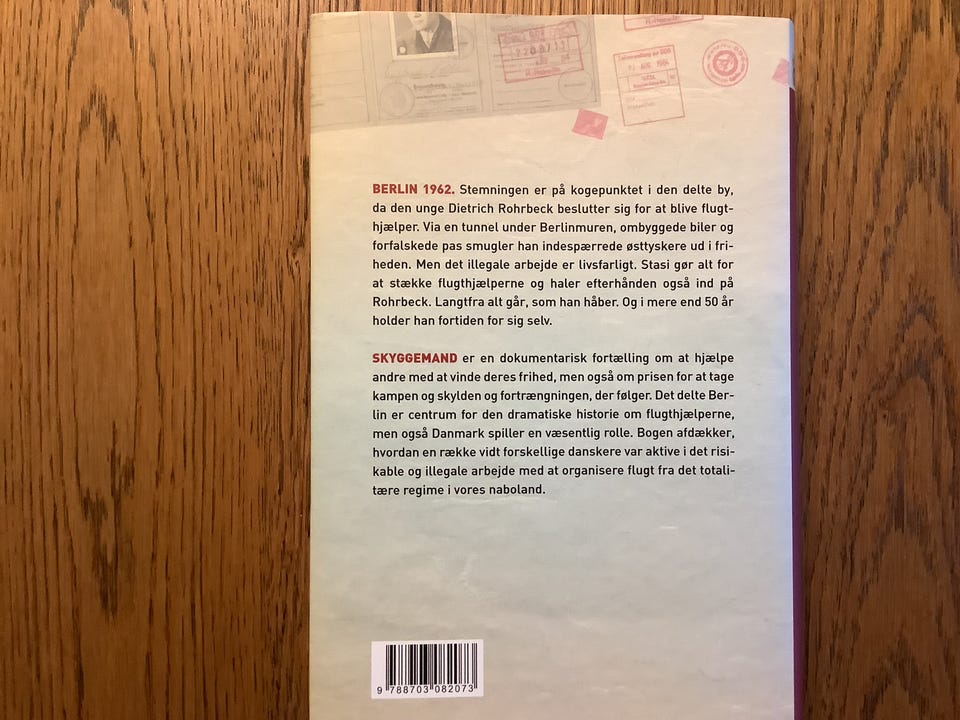 BERLIN 1962. Stemningen er på kogepunktet i den delte by,
da den unge Dietrich Rohrbeck beslutter sig for at blive flugt-
hjælper. Via en tunnel under Berlinmuren, ombyggede biler og
forfalskede pas smugler han indespærrede østtyskere ud i fri-
heden. Men det illegale arbejde er livsfarligt. Stasi gør alt for
at stække flugthjælperne og haler efterhånden også ind på
Rohrbeck. Langtfra alt går, som han håber. Og i mere end 50 år
holder han fortiden for sig selv.
SKYGGEMAND er en dokumentarisk fortælling om at hjælpe
andre med at vinde deres frihed, men også om prisen for at tage
kampen og skylden og fortrængningen, der følger. Det delte Ber-
lin er centrum for den dramatiske historie om flugthjælperne,
men også Danmark spiller en væsentlig rolle. Bogen afdækker,
hvordan en række vidt forskellige danskere var aktive i det risi-
kable og illegale arbejde med at organisere flugt fra det totali-
tære regime i vores naboland.
9 788703 082073